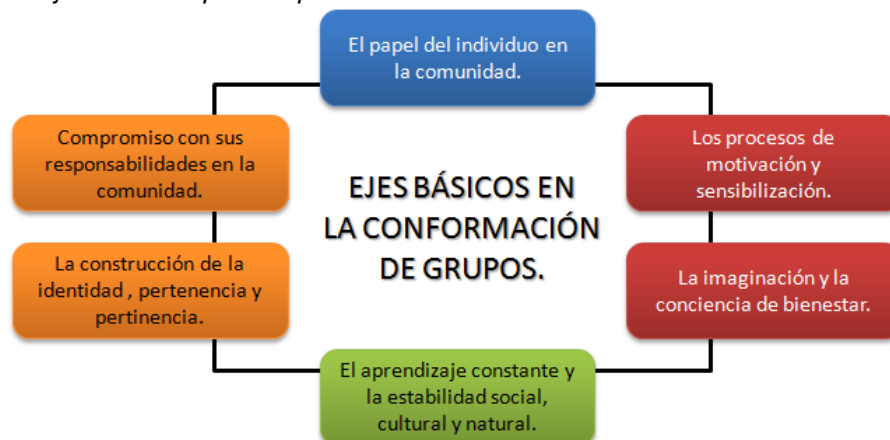 El papel del individuo en
la comunidad.
Compromiso con sus
responsabilidades en la
comunidad.
Los procesos de
motivación y
sensibilización.
EJES BÁSICOS EN
LA CONFORMACIÓN
DE GRUPOS.
La construcción de la
identidad , pertenencia y
pertinencia.
La imaginación y la
conciencia de bienestar.
El aprendizaje constante y
la estabilidad social,
cultural y natural.